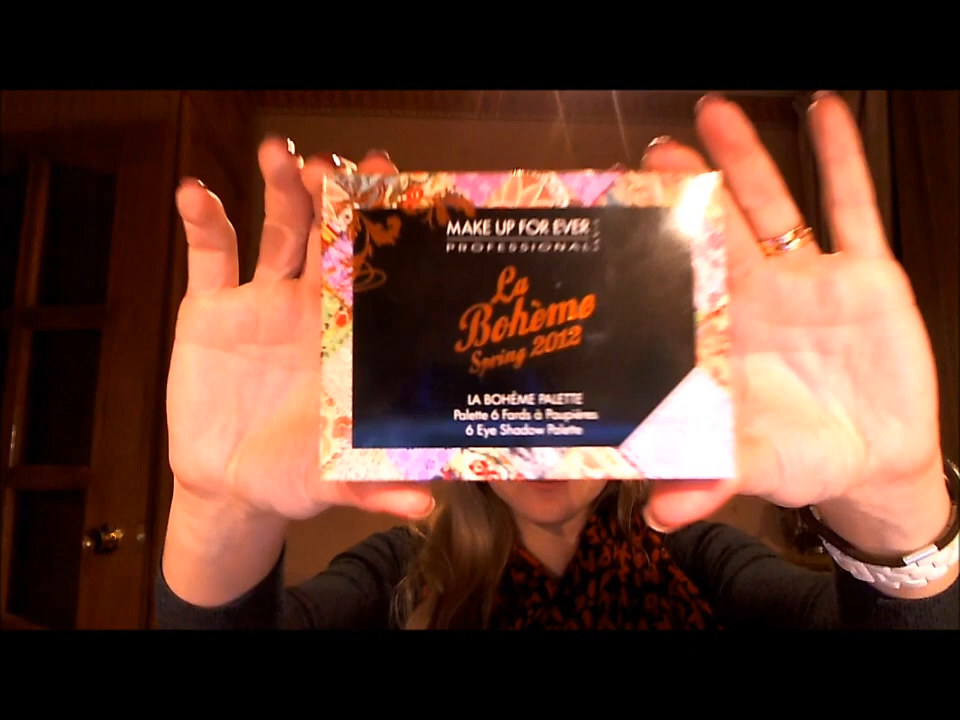 MAKE UP FOR EVER
PROFESSIONAL
La
Bohème
Spring 2012
LA BOHÈME PALETTE
Palette 6 Fards à Paupières
6 Eye Shadow Palette